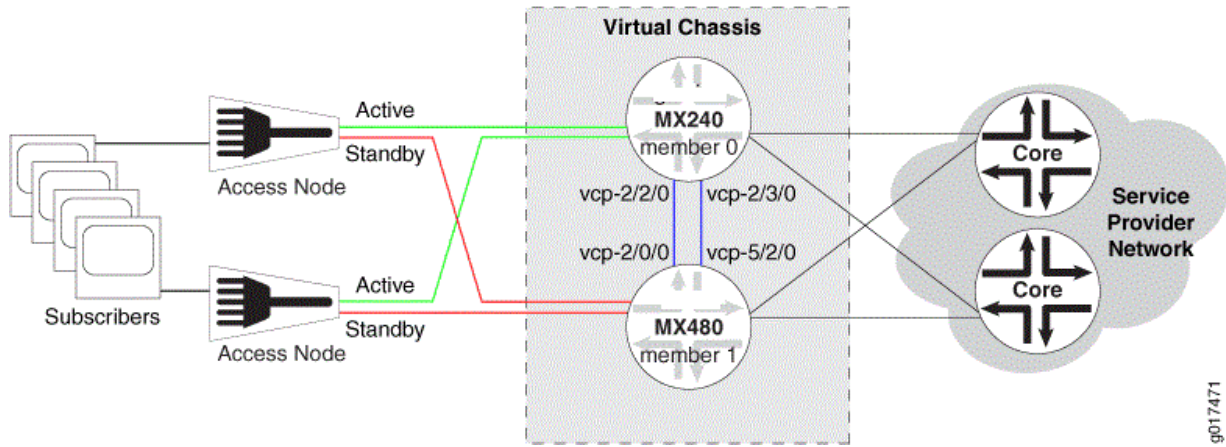 Virtual Chassis
Active
Standby
Access Node
MX240
member 0
vcp-2/2/0
vcp-2/3/0
vcp-2/0/0
vcp-5/2/0
Core
Service
Provider
Network
Core
Subscribers
Active
Standby
Access Node
MX480
member 1
g017471